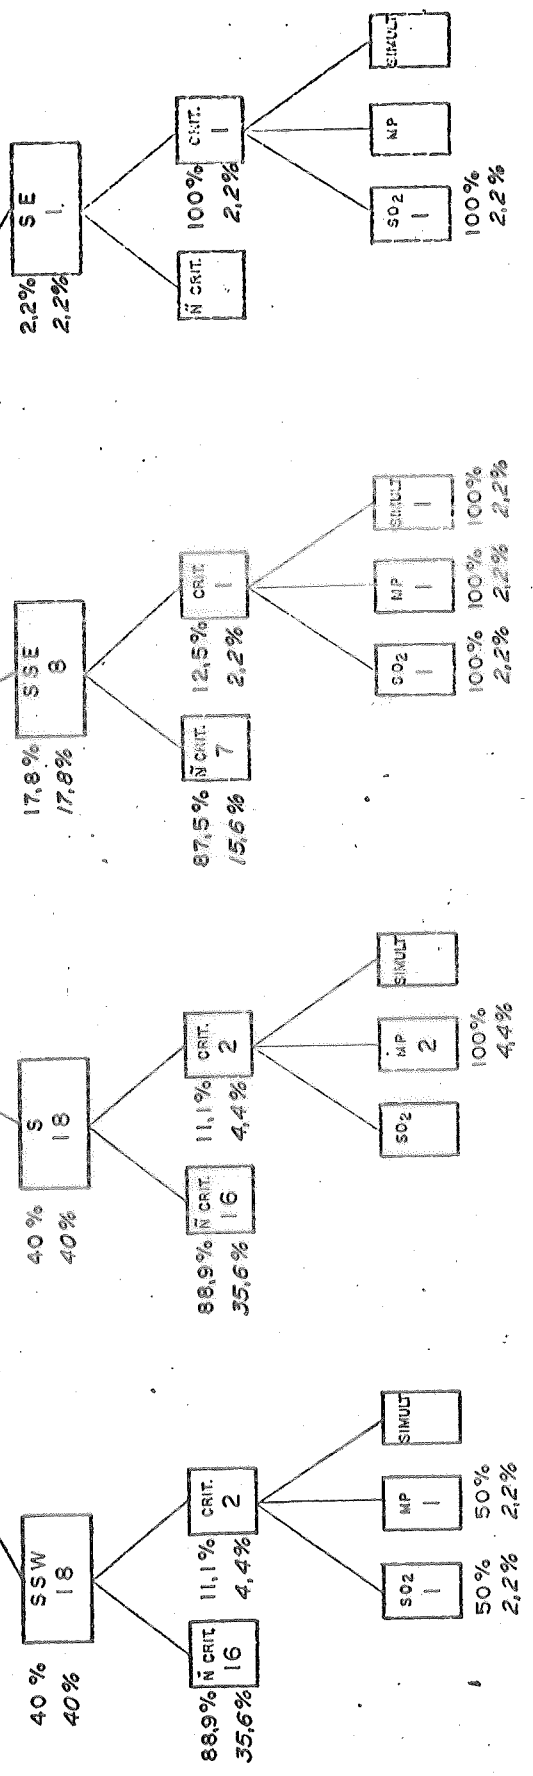 SSW
18
40%
40%
Ñ CRIT.
16
88,9%
35,6%
CRIT.
2
11,1%
4,4%
SO2
1
50%
2,2%
MP
1
50%
2,2%
SIMULT
S
18
40%
40%
Ñ CRIT.
16
88,9%
35,6%
CRIT.
2
11,1%
4,4%
SO2
MP
2
100%
4,4%
SIMULT
SSE
8
17,8%
17,8%
Ñ CRIT.
7
87,5%
15,6%
CRIT.
1
12,5%
2,2%
SO2
1
100%
2,2%
MP
1
100%
2,2%
SIMULT
1
100%
2,2%
SE
1
2,2%
2,2%
Ñ CRIT.
CRIT.
1
100%
2,2%
SO2
1
100%
2,2%
MP
SIMULT